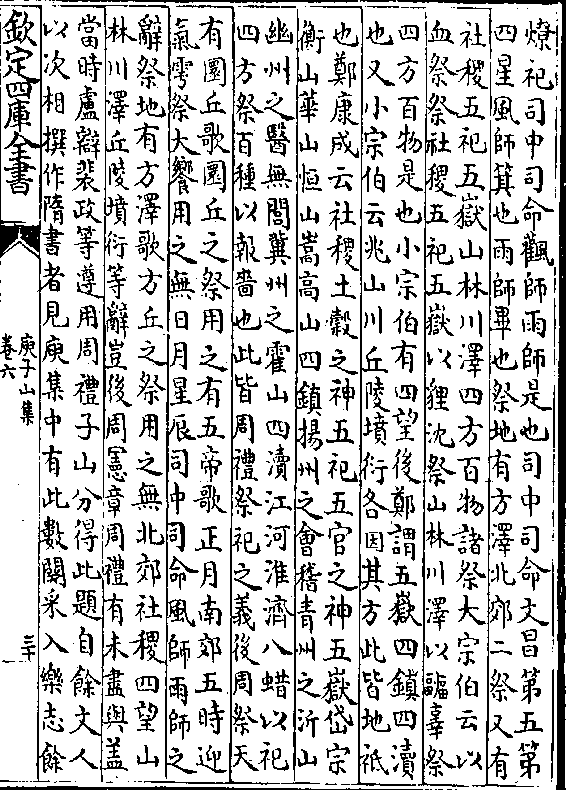 燎祀司中司命飌師雨師是也司中司命文昌第五第
四星風師箕也雨師畢也祭地有方澤北郊二祭又有
社稷五祀五嶽山林川澤四方百物諸祭大宗伯云以
血祭祭社稷五祀五嶽以貍沈祭山林川澤以疈辜祭
四方百物是也小宗伯有四望後鄭謂五嶽四鎮四瀆
也又小宗伯云兆山川丘陵墳衍各因其方此皆地祗
也鄭康成云社稷土穀之神五祀五官之神五嶽岱宗
衡山華山恒山嵩高山四鎮揚州之會稽青州之沂山
幽州之醫無閭冀州之霍山四瀆江河淮濟八蜡以祀
四方祭百種以報嗇也此皆周禮祭祀之義後周祭天
有圜丘歌圜丘之祭用之有五帝歌正月南郊五時迎
氣雩祭大饗用之無日月星辰司中司命風師雨師之
辭祭地有方澤歌方丘之祭用之無北郊社稷四望山
林川澤丘陵墳衍等辭豈後周憲章周禮有未盡與蓋
當時盧辯裴政等遵用周禮子山分得此題自餘文人
以次相撰作隋書者見庾集中有此數闋采入樂志餘
欽定四庫全書
庾子山集
卷六
三十